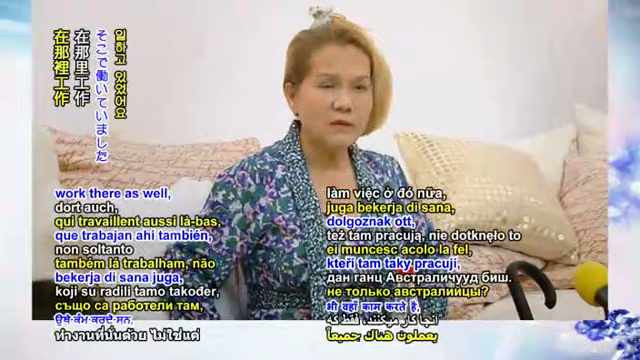 일하고 있었어요
そこで働いていました
在那里工作
在那裡工作
work there as well,
dort auch,
qui travaillent aussi là-bas,
que trabajan ahí también,
non soltanto
também lá trabalham, não
bekerja di sana juga,
koji su radili tamo također,
също са работели там,
ਉਥੇ ਕੰਮ ਕਰਦੇ ਸਨ,
ทำงานที่นั่นด้วย ไม่ใช่แค่
làm việc ở đó nữa,
juga bekerja di sana,
dolgoznak ott,
też tam pracują, nie dotknęło to
ei muncesc acolo la fel,
kteří tam taky pracují,
дан ганц Австраличууд биш.
не только австралийцы?
भी वहाँ काम करते है,
آنجا کار میکنند، فقط که
يعملون هناك جميعاً